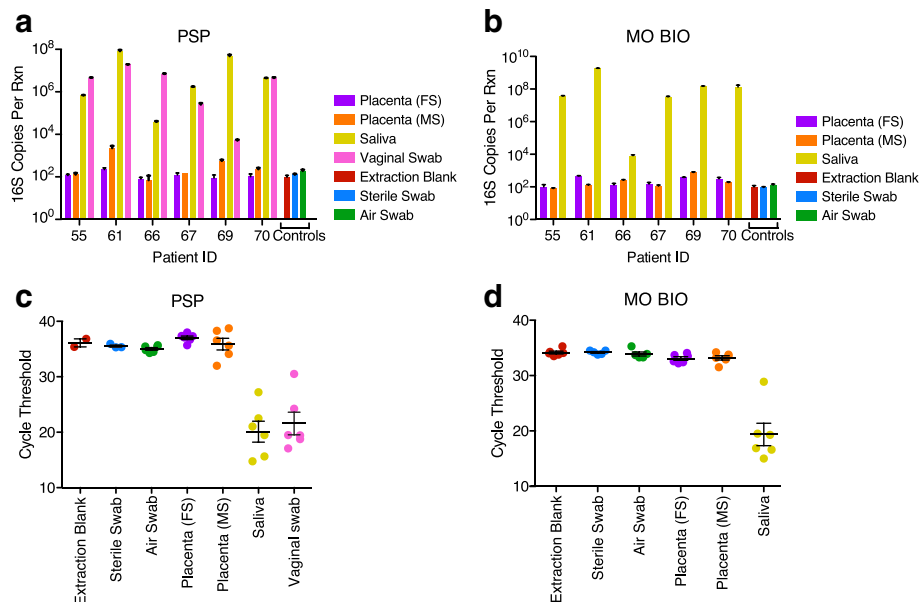 a
PSP
16S Copies Per Rxn
10^8
10^6
10^4
10^2
10^0
55 61 66 67 69 70 Controls
Patient ID
Placenta (FS)
Placenta (MS)
Saliva
Vaginal Swab
Extraction Blank
Sterile Swab
Air Swab
b
MO BIO
16S Copies Per Rxn
10^10
10^8
10^6
10^4
10^2
10^0
55 61 66 67 69 70 Controls
Patient ID
Placenta (FS)
Placenta (MS)
Saliva
Extraction Blank
Sterile Swab
Air Swab
c
PSP
Cycle Threshold
40
30
20
10
Extraction Blank
Sterile Swab
Air Swab
Placenta (FS)
Placenta (MS)
Saliva
Vaginal swab
d
MO BIO
Cycle Threshold
40
30
20
10
Extraction Blank
Sterile Swab
Air Swab
Placenta (FS)
Placenta (MS)
Saliva